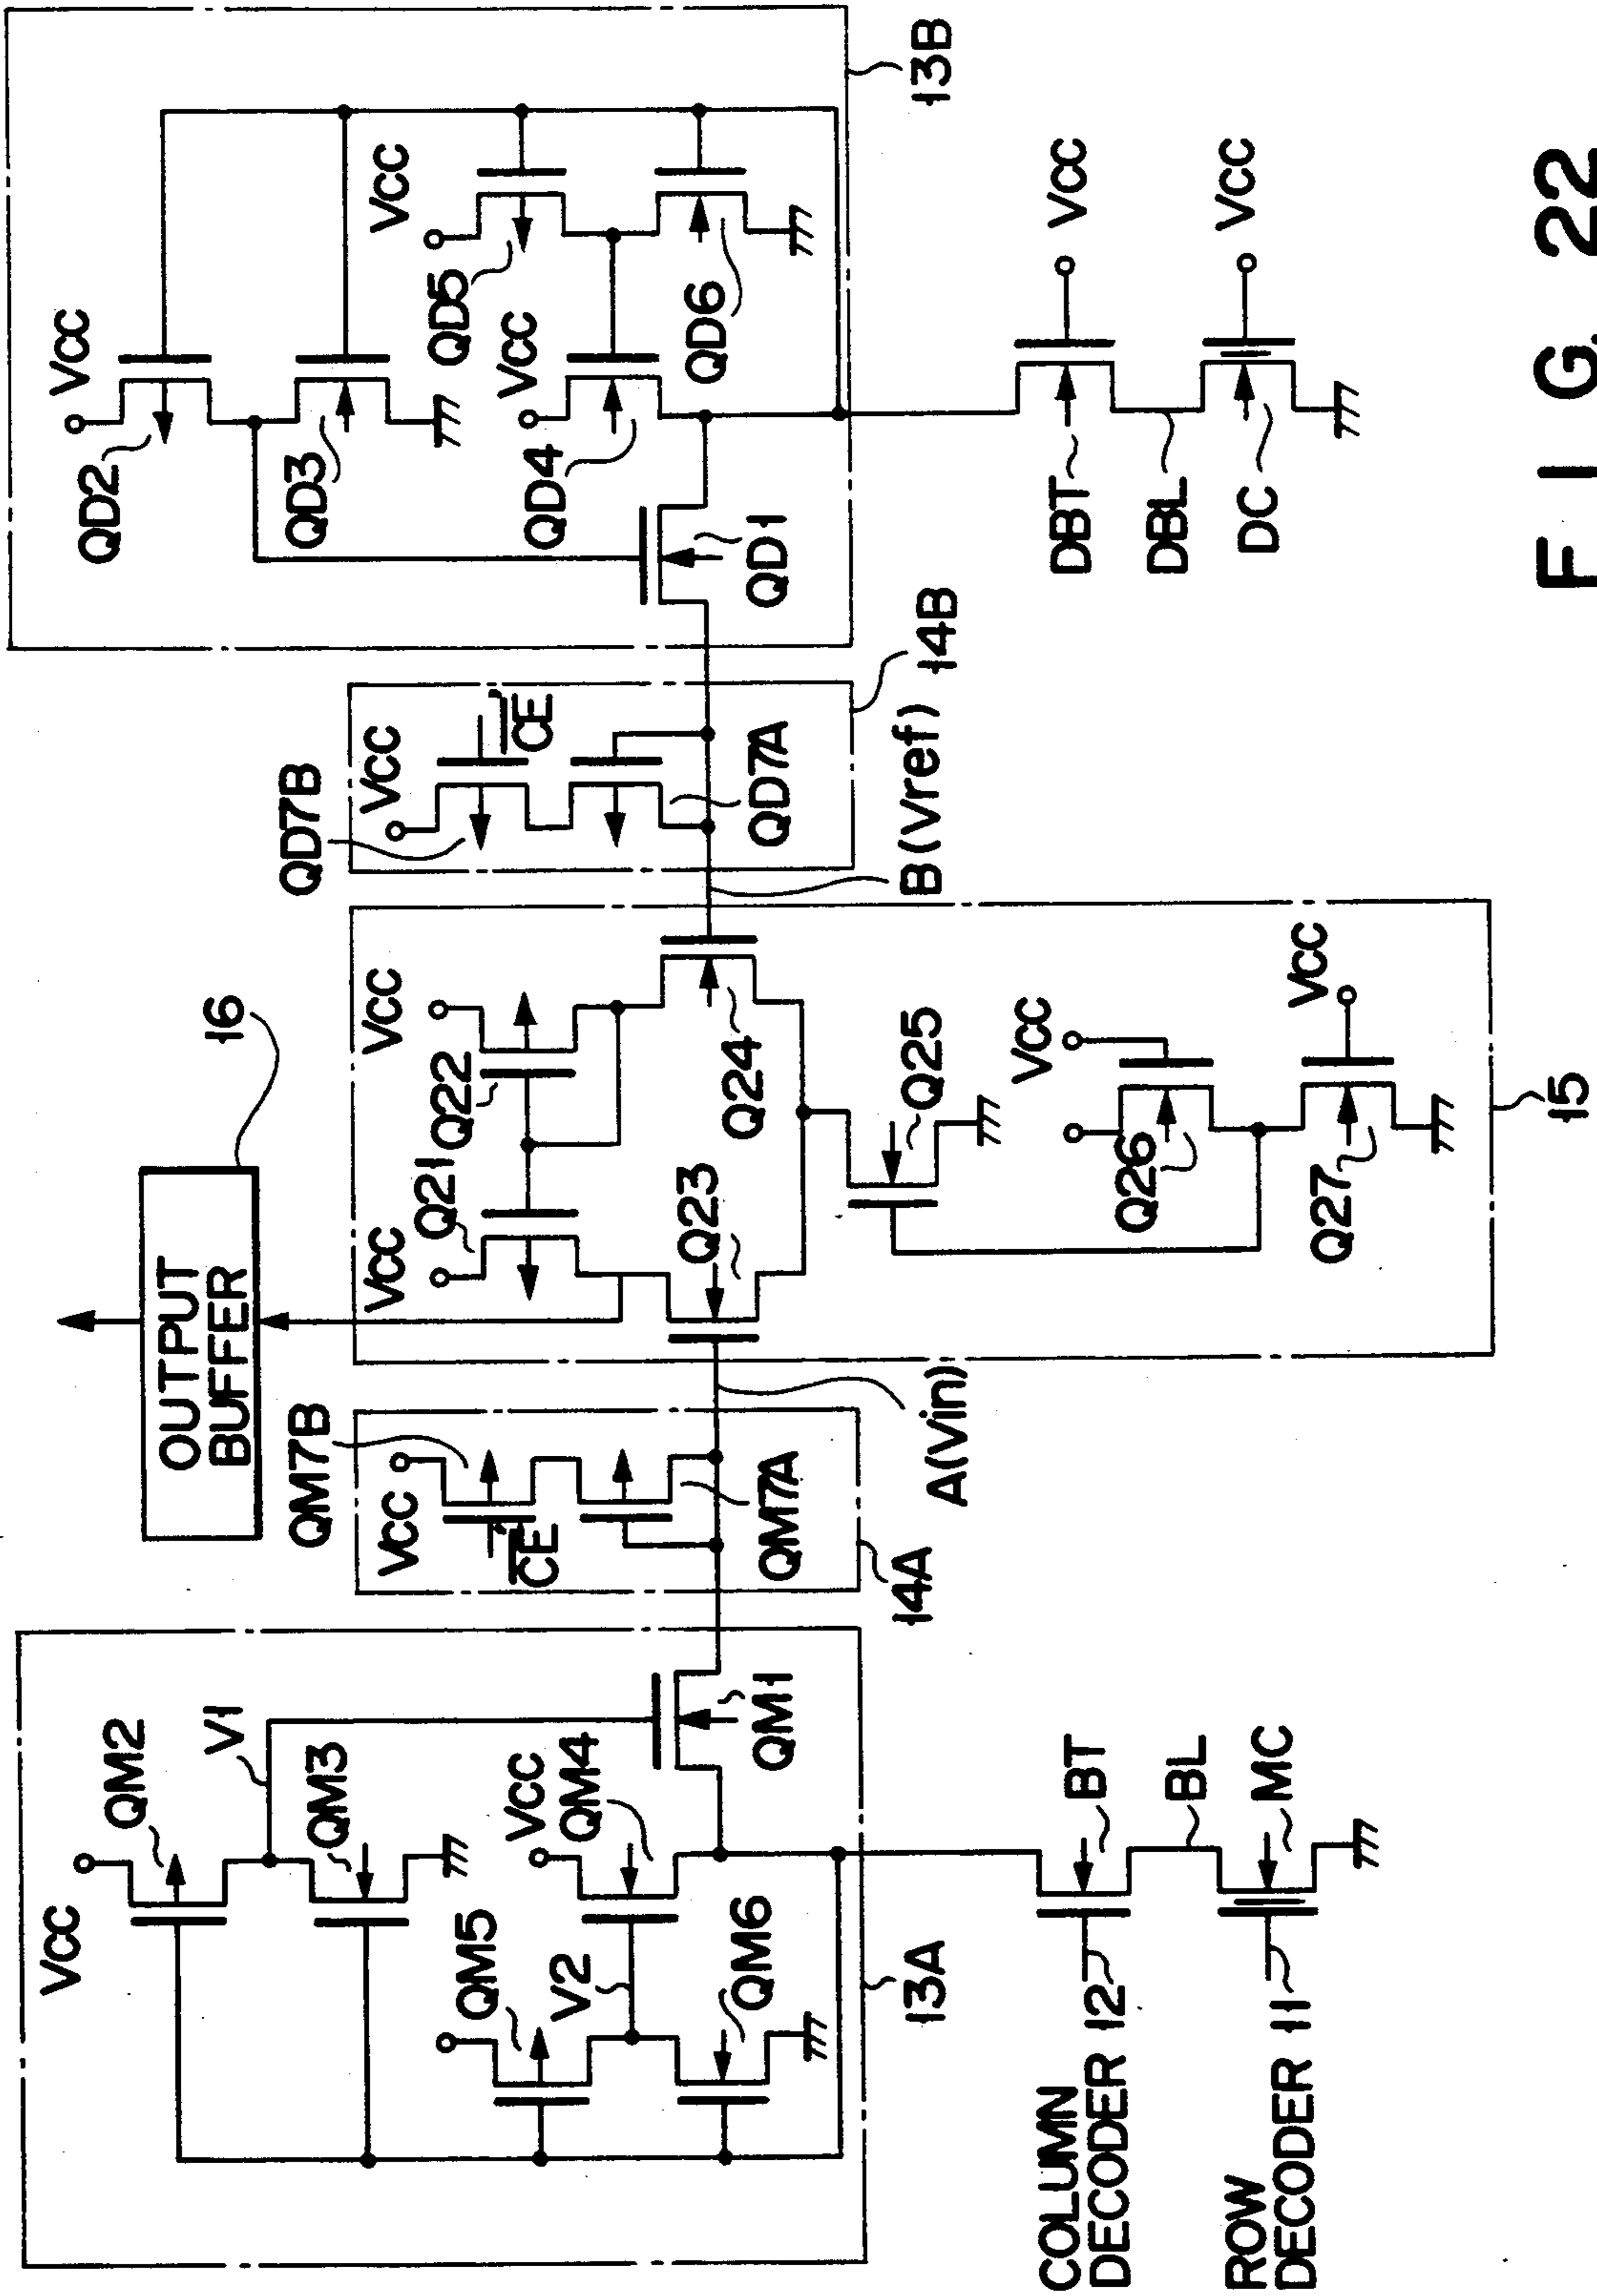 VCC
QM2
V1
QM3
QM5
V2
QM6
VCC
QM4
QM1
13A
COLUMN
DECODER 12
BT
BL
ROW
DECODER 11
MC
QM7B
VCC
CE
QM7A
14A
A(Vin)
OUTPUT
BUFFER
16
VCC
Q21
Q22
VCC
Q23
Q24
Q25
VCC
Q26
Q27
VCC
15
QD7B
VCC
CE
QD7A
14B
B(Vref)
VCC
QD2
QD3
VCC
QD5
VCC
QD4
QD6
QD1
13B
DBT
VCC
DBL
DC
VCC
FIG. 22